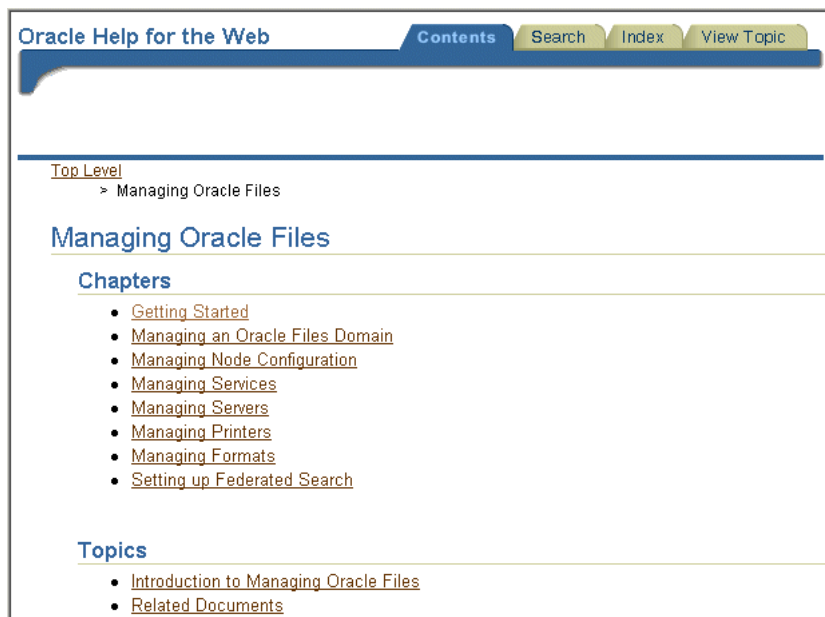 Oracle Help for the Web
Contents Search Index View Topic
Top Level
> Managing Oracle Files
Managing Oracle Files
Chapters
Getting Started
Managing an Oracle Files Domain
Managing Node Configuration
Managing Services
Managing Servers
Managing Printers
Managing Formats
Setting up Federated Search
Topics
Introduction to Managing Oracle Files
Related Documents